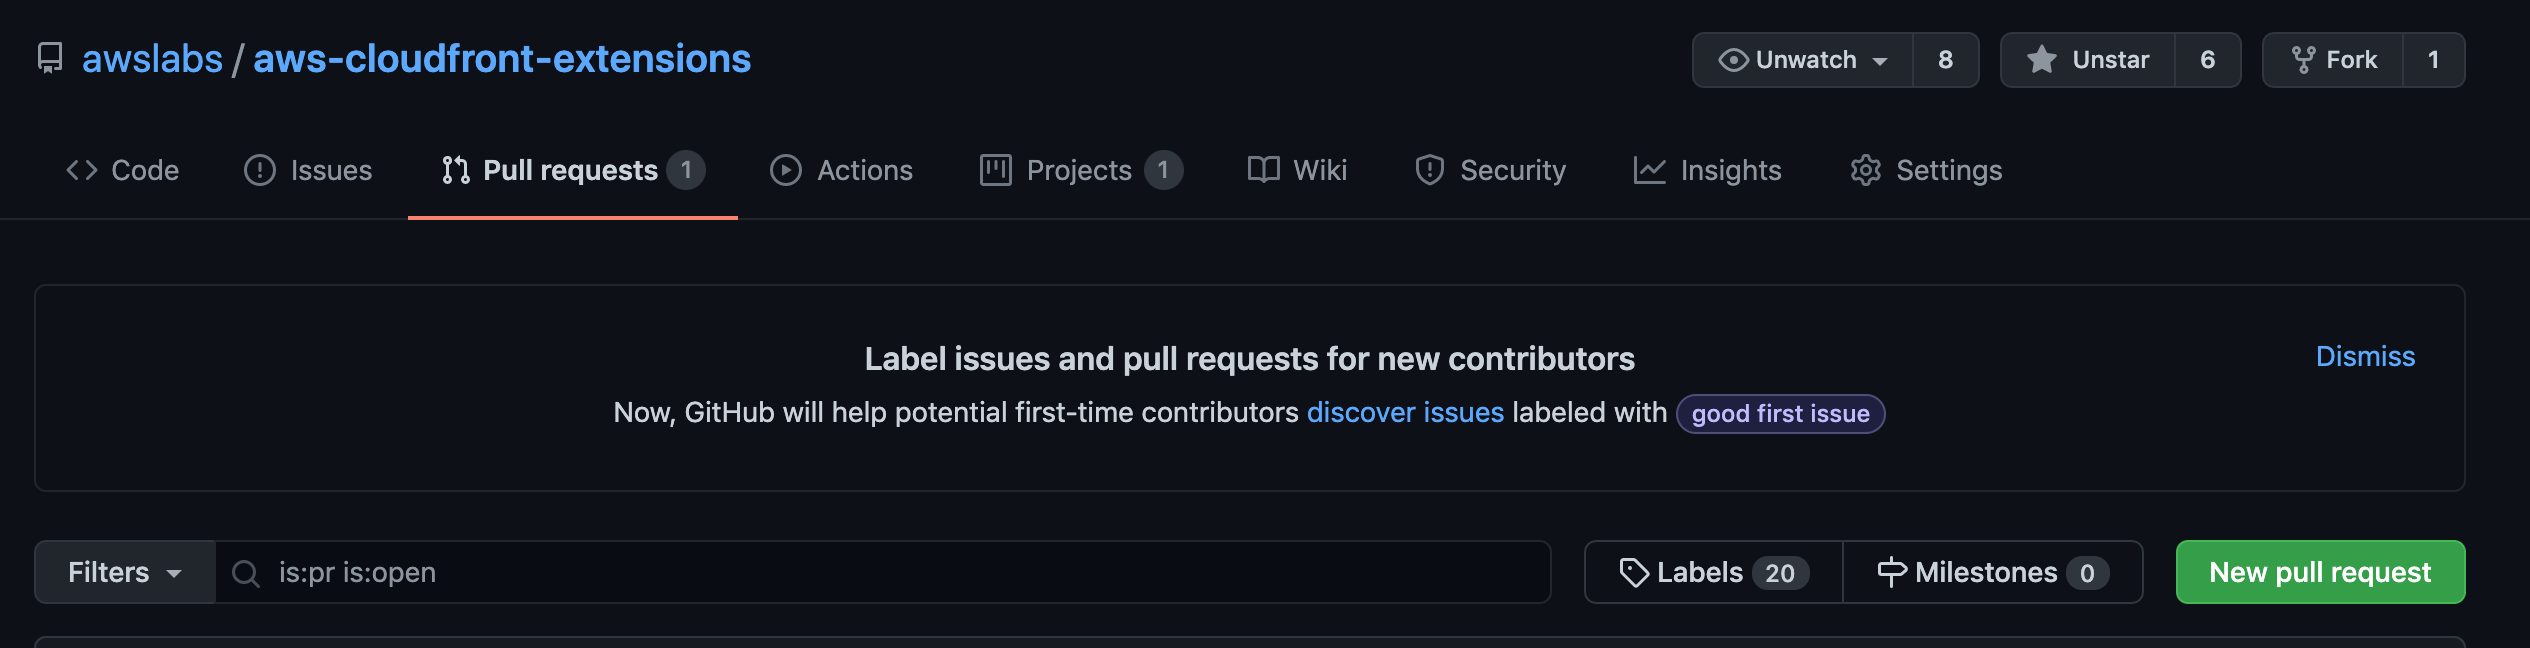 awslabs / aws-cloudfront-extensions
Unwatch 8
Unstar 6
Fork 1
Code
Issues
Pull requests 1
Actions
Projects 1
Wiki
Security
Insights
Settings
Label issues and pull requests for new contributors
Dismiss
Now, GitHub will help potential first-time contributors discover issues labeled with good first issue
Filters
is:pr is:open
Labels 20
Milestones 0
New pull request